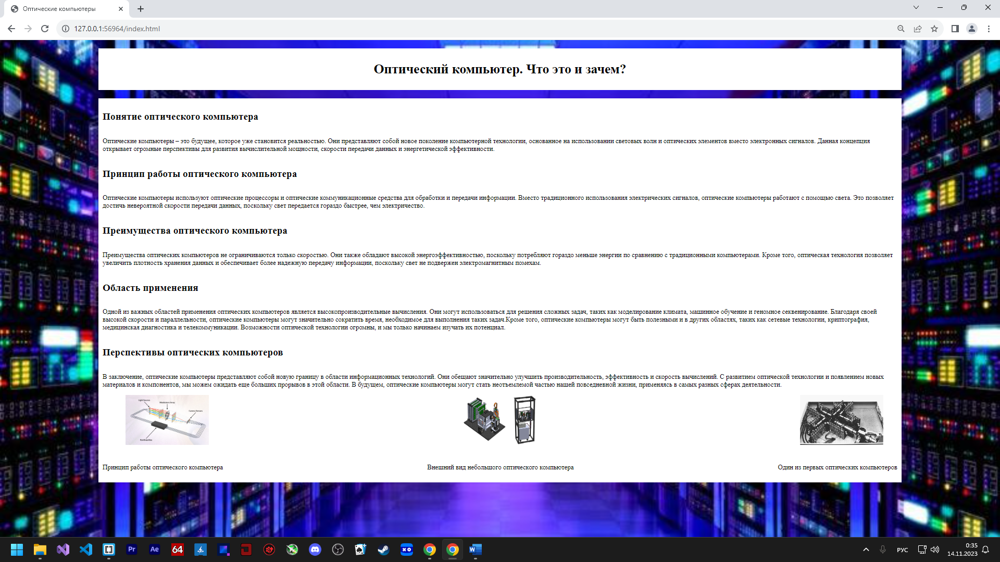 Оптические компьютеры
127.0.0.1:56964/index.html
Оптический компьютер. Что это и зачем?
Понятие оптического компьютера
Оптические компьютеры – это будущее, которое уже становится реальностью. Они представляют собой новое поколение компьютерной технологии, основанное на использовании световых волн и оптических элементов вместо электронных сигналов. Данная концепция
открывает огромные перспективы для развития вычислительной мощности, скорости передачи данных и энергетической эффективности.
Принцип работы оптического компьютера
Оптические компьютеры используют оптические процессоры и оптические коммуникационные средства для обработки и передачи информации. Вместо традиционного использования электрических сигналов, оптические компьютеры работают с помощью света. Это позволяет
достичь невероятной скорости передачи данных, поскольку свет передается гораздо быстрее, чем электричество.
Преимущества оптического компьютера
Преимущества оптических компьютеров не ограничиваются только скоростью. Они также обладают высокой энергоэффективностью, поскольку потребляют гораздо меньше энергии по сравнению с традиционными компьютерами. Кроме того, оптическая технология позволяет
увеличить плотность хранения данных и обеспечивает более надежную передачу информации, поскольку свет не подвержен электромагнитным помехам.
Область применения
Одной из важных областей применения оптических компьютеров является высокопроизводительные вычисления. Они могут использоваться для решения сложных задач, таких как моделирование климата, машинное обучение и геномное секвенирование. Благодаря своей
высокой скорости и параллельности, оптические компьютеры могут значительно сократить время, необходимое для выполнения таких задач.Кроме того, оптические компьютеры могут быть полезными и в других областях, таких как сетевые технологии, криптография,
медицинская диагностика и телекоммуникации. Возможности оптической технологии огромны, и мы только начинаем изучать их потенциал.
Перспективы оптических компьютеров
В заключение, оптические компьютеры представляют собой новую границу в области информационных технологий. Они обещают значительно улучшить производительность, эффективность и скорость вычислений. С развитием оптической технологии и появлением новых
материалов и компонентов, мы можем ожидать еще больших прорывов в этой области. В будущем, оптические компьютеры могут стать неотъемлемой частью нашей повседневной жизни, применяясь в самых разных сферах деятельности.
Light Source
Modulator Array
Camera Sensors
Принцип работы оптического компьютера
Внешний вид небольшого оптического компьютера
Один из первых оптических компьютеров
Pr
Ae
64
XO
W
РУС
0:35
14.11.2023